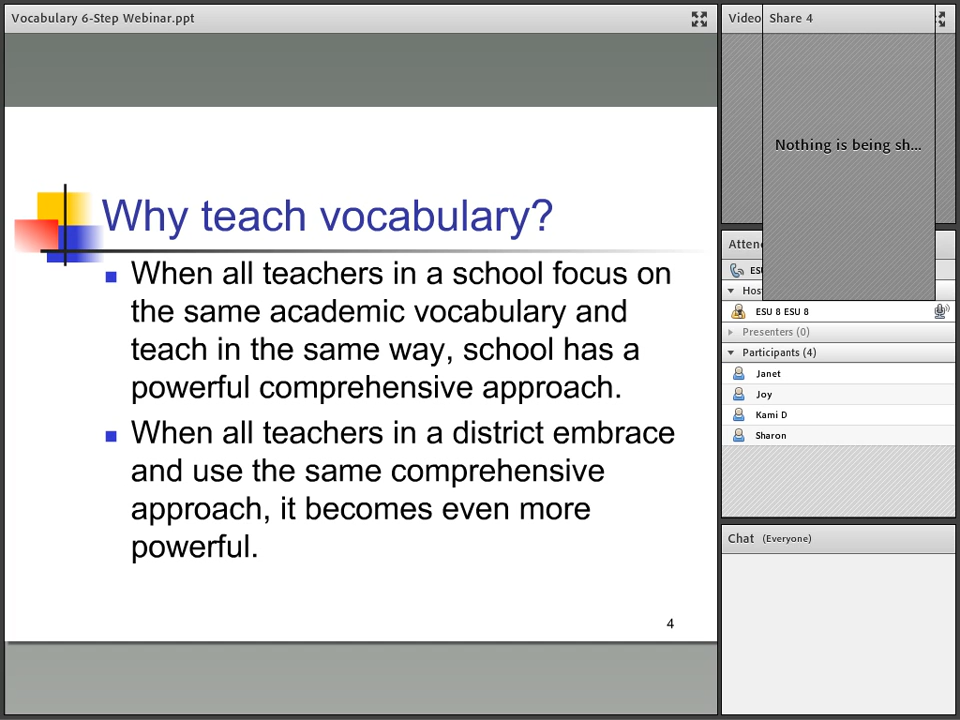 Vocabulary 6-Step Webinar.ppt
Why teach vocabulary?
When all teachers in a school focus on
the same academic vocabulary and
teach in the same way, school has a
powerful comprehensive approach.
When all teachers in a district embrace
and use the same comprehensive
approach, it becomes even more
powerful.
4
Video
Share 4
Nothing is being sh...
Atten
ESU
Hos
ESU 8 ESU 8
Presenters (0)
Participants (4)
Janet
Joy
Kami D
Sharon
Chat (Everyone)